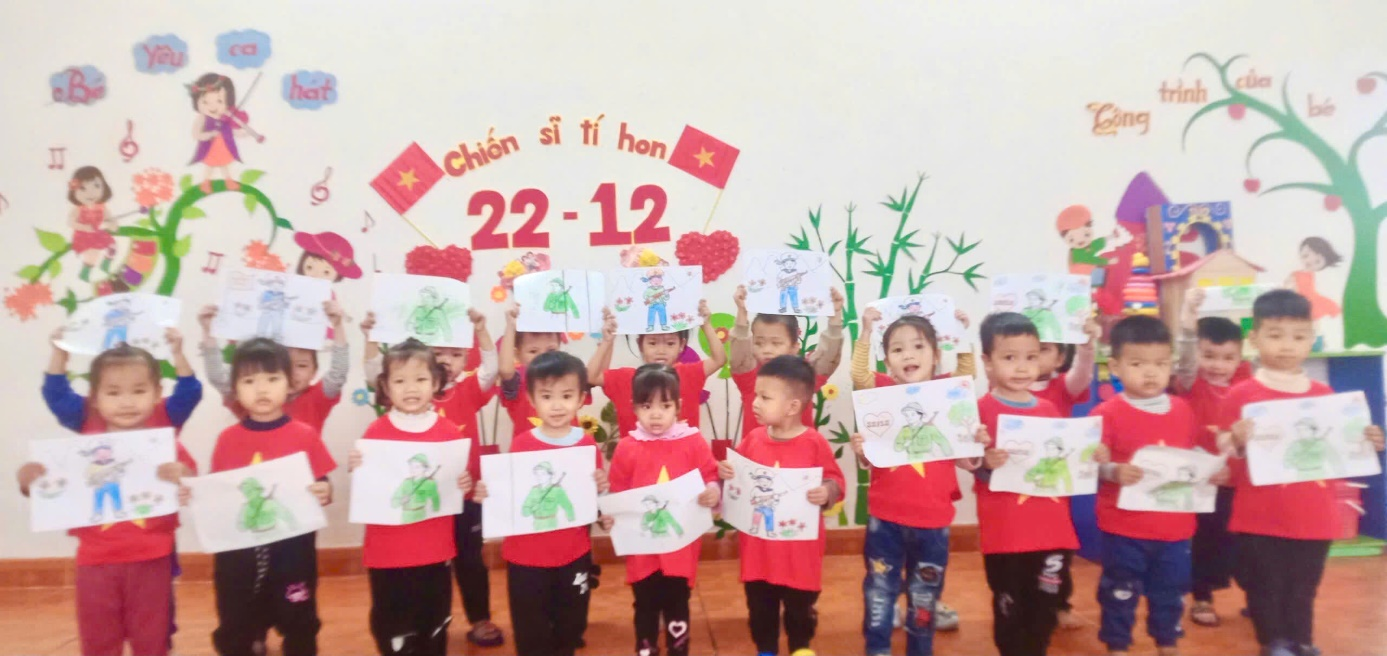 Bé yêu ca hát
Chiến sĩ tí hon
22-12
Công trình của bé